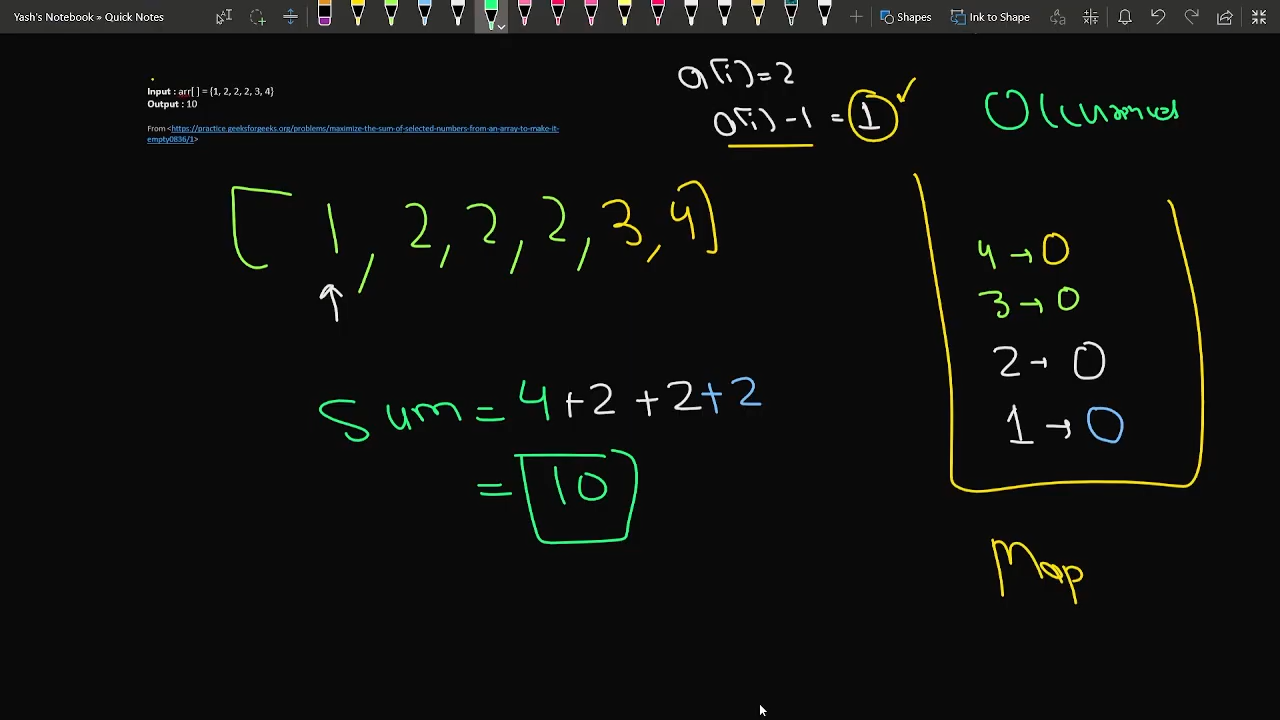 Yash's Notebook » Quick Notes
Shapes
Ink to Shape
Input : arr[ ] = {1, 2, 2, 2, 3, 4}
Output : 10
From <https://practice.geeksforgeeks.org/problems/maximize-the-sum-of-selected-numbers-from-an-array-to-make-it-
empty0836/1>
a[i]=2
a[i]-1 = 1 ✓
[ 1, 2, 2, 2, 3, 4]
Sum = 4+2+2+2
= 10
4→0
3→0
2→0
1→0
Map